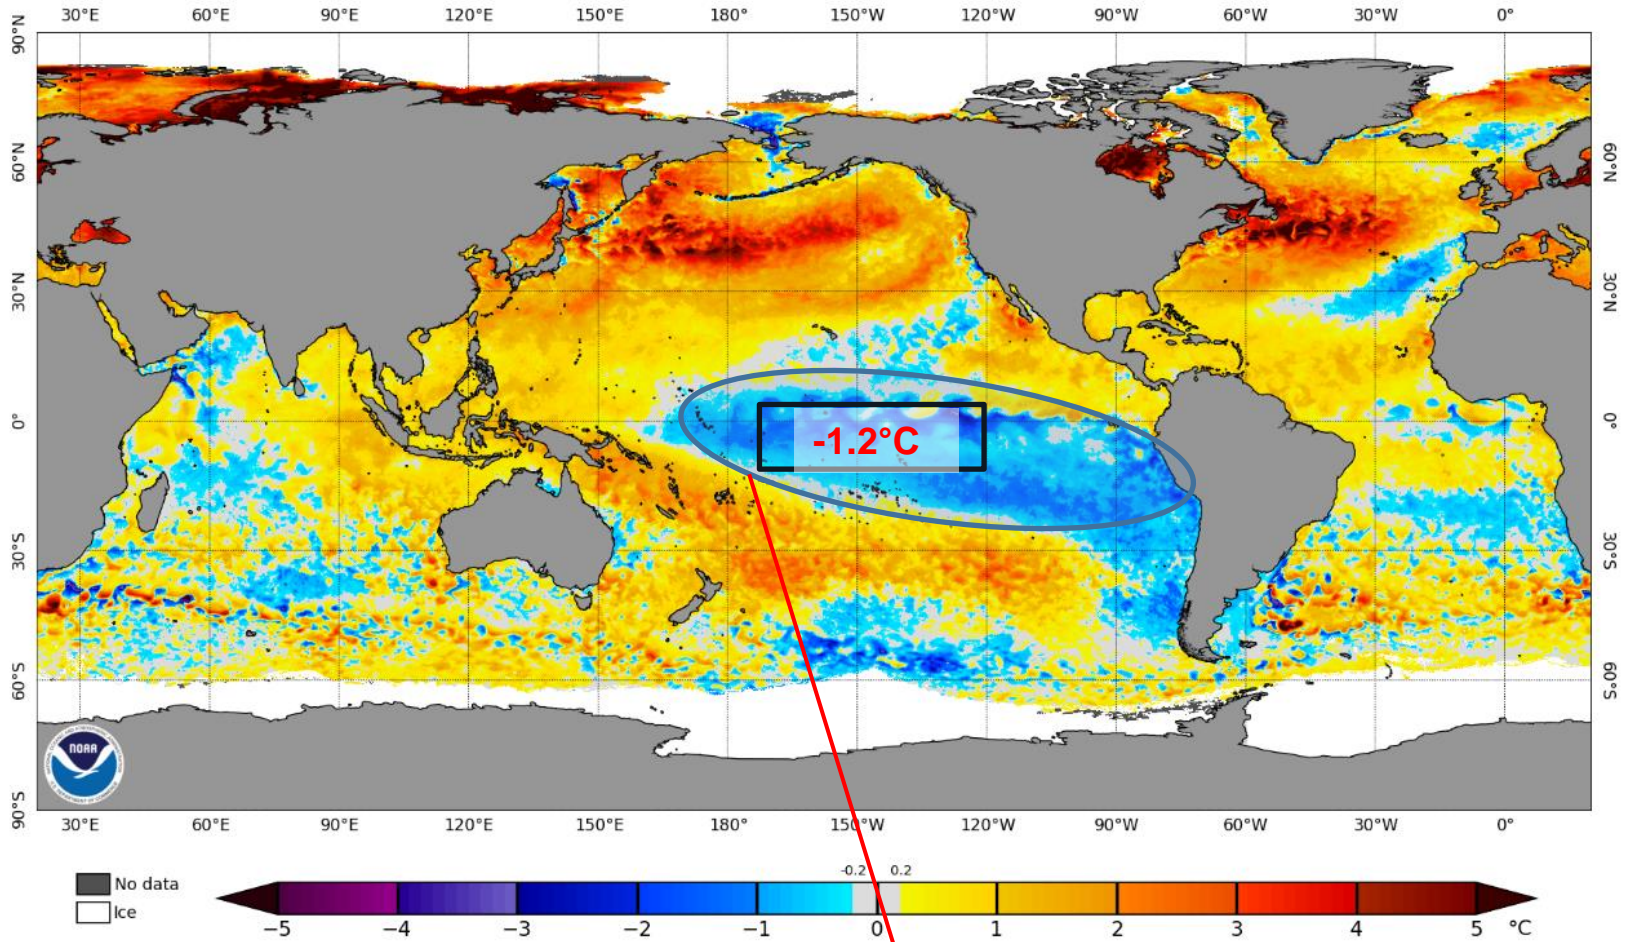 30°E 60°E 90°E 120°E 150°E 180° 150°W 120°W 90°W 60°W 30°W 0°
90°N
60°N 60°N
30°N 30°N
0° 0°
-1.2°C
30°S 30°S
60°S 60°S
NOAA
90°S
30°E 60°E 90°E 120°E 150°E 180° 150°W 120°W 90°W 60°W 30°W 0°
No data
Ice
-0.2 0.2
−5 −4 −3 −2 −1 0 1 2 3 4 5 °C